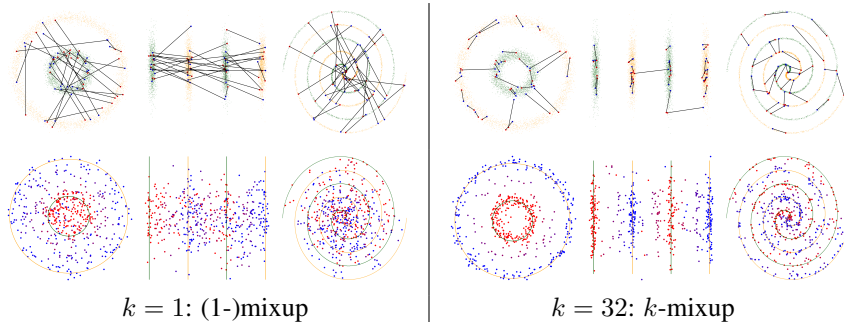 k = 1: (1-)mixup
k = 32: k-mixup